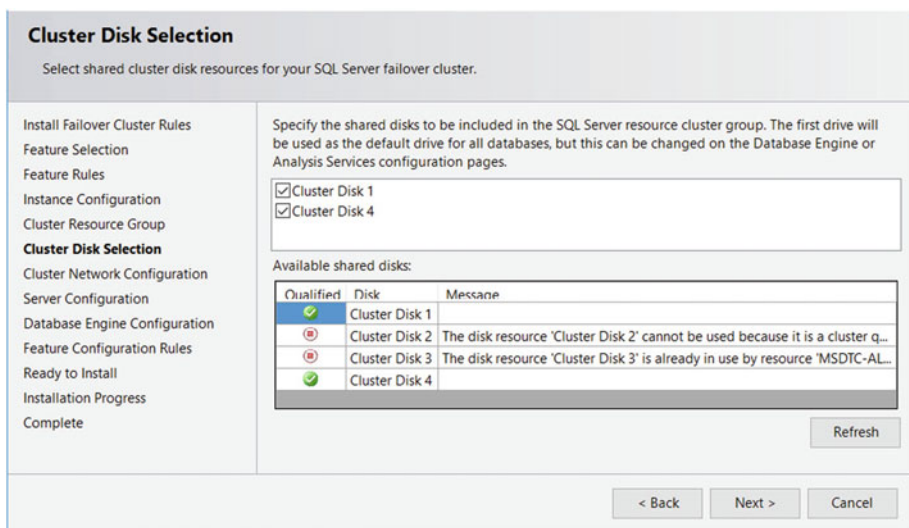 Cluster Disk Selection
Select shared cluster disk resources for your SQL Server failover cluster.
Install Failover Cluster Rules
Feature Selection
Feature Rules
Instance Configuration
Cluster Resource Group
Cluster Disk Selection
Cluster Network Configuration
Server Configuration
Database Engine Configuration
Feature Configuration Rules
Ready to Install
Installation Progress
Complete
Specify the shared disks to be included in the SQL Server resource cluster group. The first drive will
be used as the default drive for all databases, but this can be changed on the Database Engine or
Analysis Services configuration pages.
Cluster Disk 1
Cluster Disk 4
Available shared disks:
Qualified Disk Message
Cluster Disk 1
Cluster Disk 2 The disk resource 'Cluster Disk 2' cannot be used because it is a cluster q...
Cluster Disk 3 The disk resource 'Cluster Disk 3' is already in use by resource 'MSDTC-AL...
Cluster Disk 4
Refresh
< Back Next > Cancel